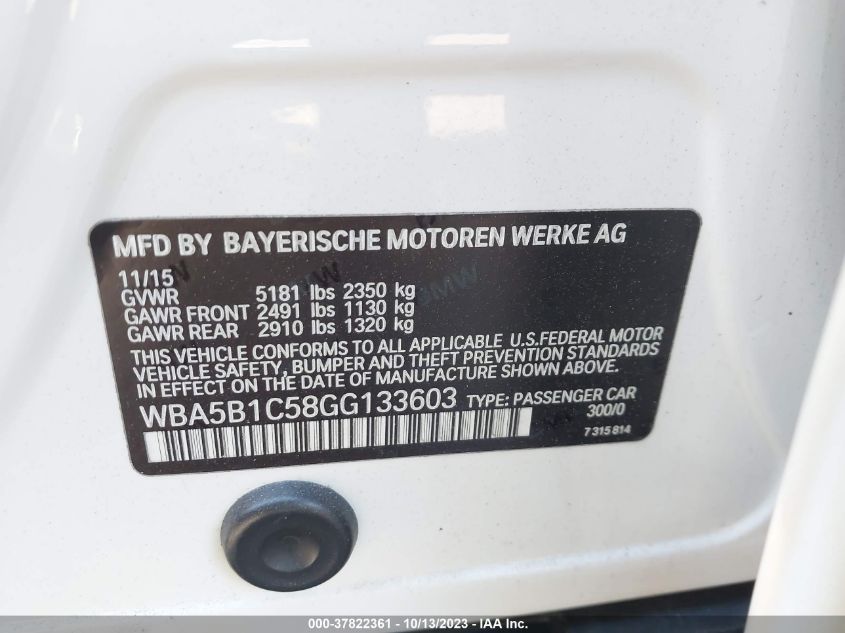 MFD BY BAYERISCHE MOTOREN WERKE AG
11/15
GVWR 5181 lbs 2350 kg
GAWR FRONT 2491 lbs 1130 kg
GAWR REAR 2910 lbs 1320 kg
THIS VEHICLE CONFORMS TO ALL APPLICABLE U.S.FEDERAL MOTOR
VEHICLE SAFETY, BUMPER AND THEFT PREVENTION STANDARDS
IN EFFECT ON THE DATE OF MANUFACTURE SHOWN ABOVE.
WBA5B1C58GG133603 TYPE: PASSENGER CAR
300/0
7315814
000-37822361 - 10/13/2023 - IAA Inc.